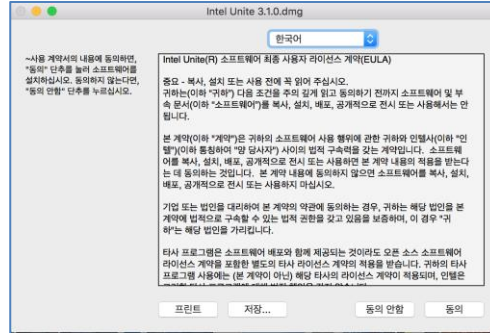 Intel Unite 3.1.0.dmg
한국어
~사용 계약서의 내용에 동의하면,
"동의" 단추를 눌러 소프트웨어를
설치하십시오. 동의하지 않는다면,
"동의 안함" 단추를 누르십시오.
Intel Unite(R) 소프트웨어 최종 사용자 라이선스 계약(EULA)
중요 - 복사, 설치 또는 사용 전에 꼭 읽어 주십시오.
귀하는(이하 "귀하") 다음 조건을 주의 깊게 읽고 동의하기 전까지 소프트웨어 및 부
속 문서(이하 "소프트웨어")를 복사, 설치, 배포, 공개적으로 전시 또는 사용해서는 안
됩니다.
본 계약(이하 "계약")은 귀하의 소프트웨어 사용 행위에 관한 귀하와 인텔사(이하 "인
텔")(이하 통칭하여 "양 당사자") 사이의 법적 구속력을 갖는 계약입니다. 소프트웨
어를 복사, 설치, 배포, 공개적으로 전시 또는 사용하면 본 계약 내용의 적용을 받는다
는 데 동의하는 것입니다. 본 계약 내용에 동의하지 않으면 소프트웨어를 복사, 설치,
배포, 공개적으로 전시 또는 사용하지 마십시오.
기업 또는 법인을 대리하여 본 계약의 약관에 동의하는 경우, 귀하는 해당 법인을 본
계약에 법적으로 구속할 수 있는 법적 권한을 갖고 있음을 보증하며, 이 경우 "귀
하"는 해당 법인을 가리킵니다.
타사 프로그램은 소프트웨어 배포와 함께 제공되는 것이라도 오픈 소스 소프트웨어
라이선스 계약을 포함한 별도의 타사 라이선스 계약의 적용을 받습니다. 귀하의 타사
프로그램 사용에는 (본 계약이 아닌) 해당 타사의 라이선스 계약이 적용되며, 인텔은
프린트
저장...
동의 안함
동의